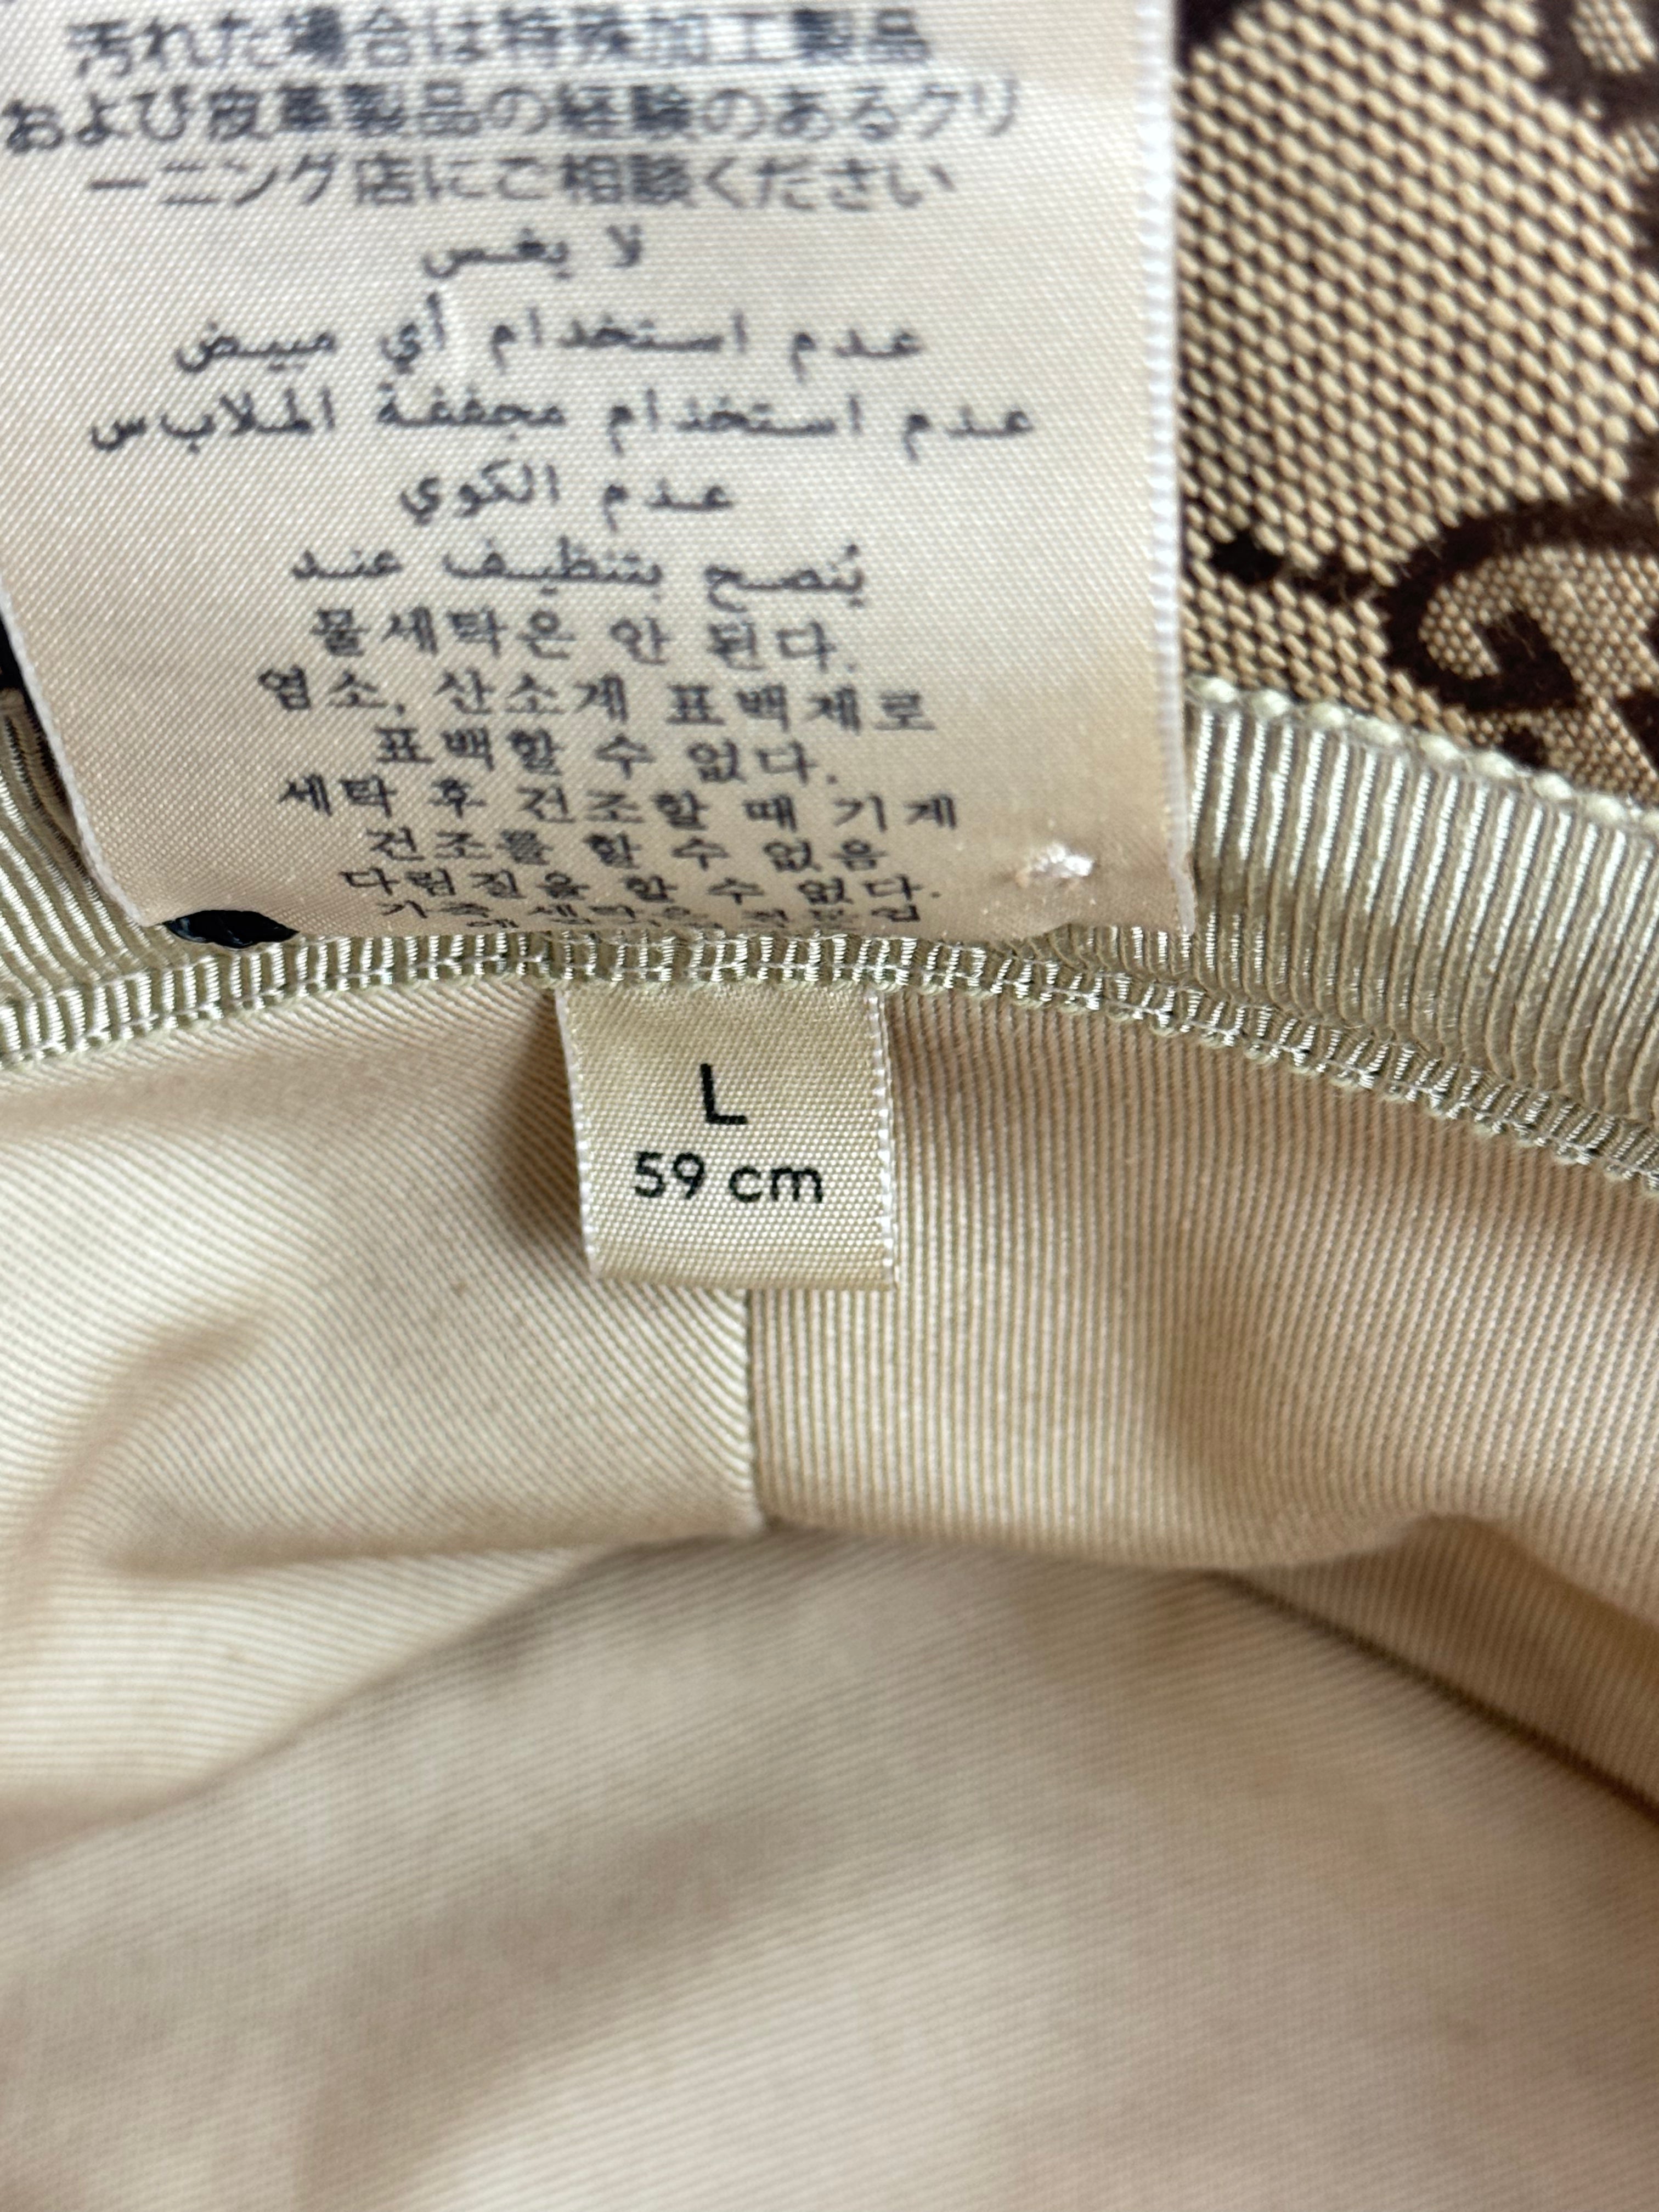 汚れた場合は特殊加工製品
および皮革製品の経験のあるクリ
ーニング店にご相談ください
لا يغس
عدم استخدام أي مبيض
عدم استخدام مجففة الملابس
عدم الكوي
يُنصح بتنظيف عند
물세탁은 안 된다.
염소, 산소계 표백제로
표백할 수 없다.
세탁 후 건조할 때 기계
건조를 할 수 없음
다림질을 할 수 없다.
L
59 cm